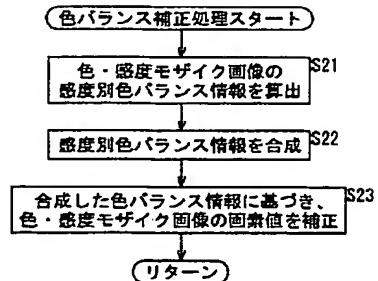 色バランス補正処理スタート
色・感度モザイク画像の
感度別色バランス情報を算出
S21
感度別色バランス情報を合成
S22
合成した色バランス情報に基づき、
色・感度モザイク画像の画素値を補正
S23
リターン